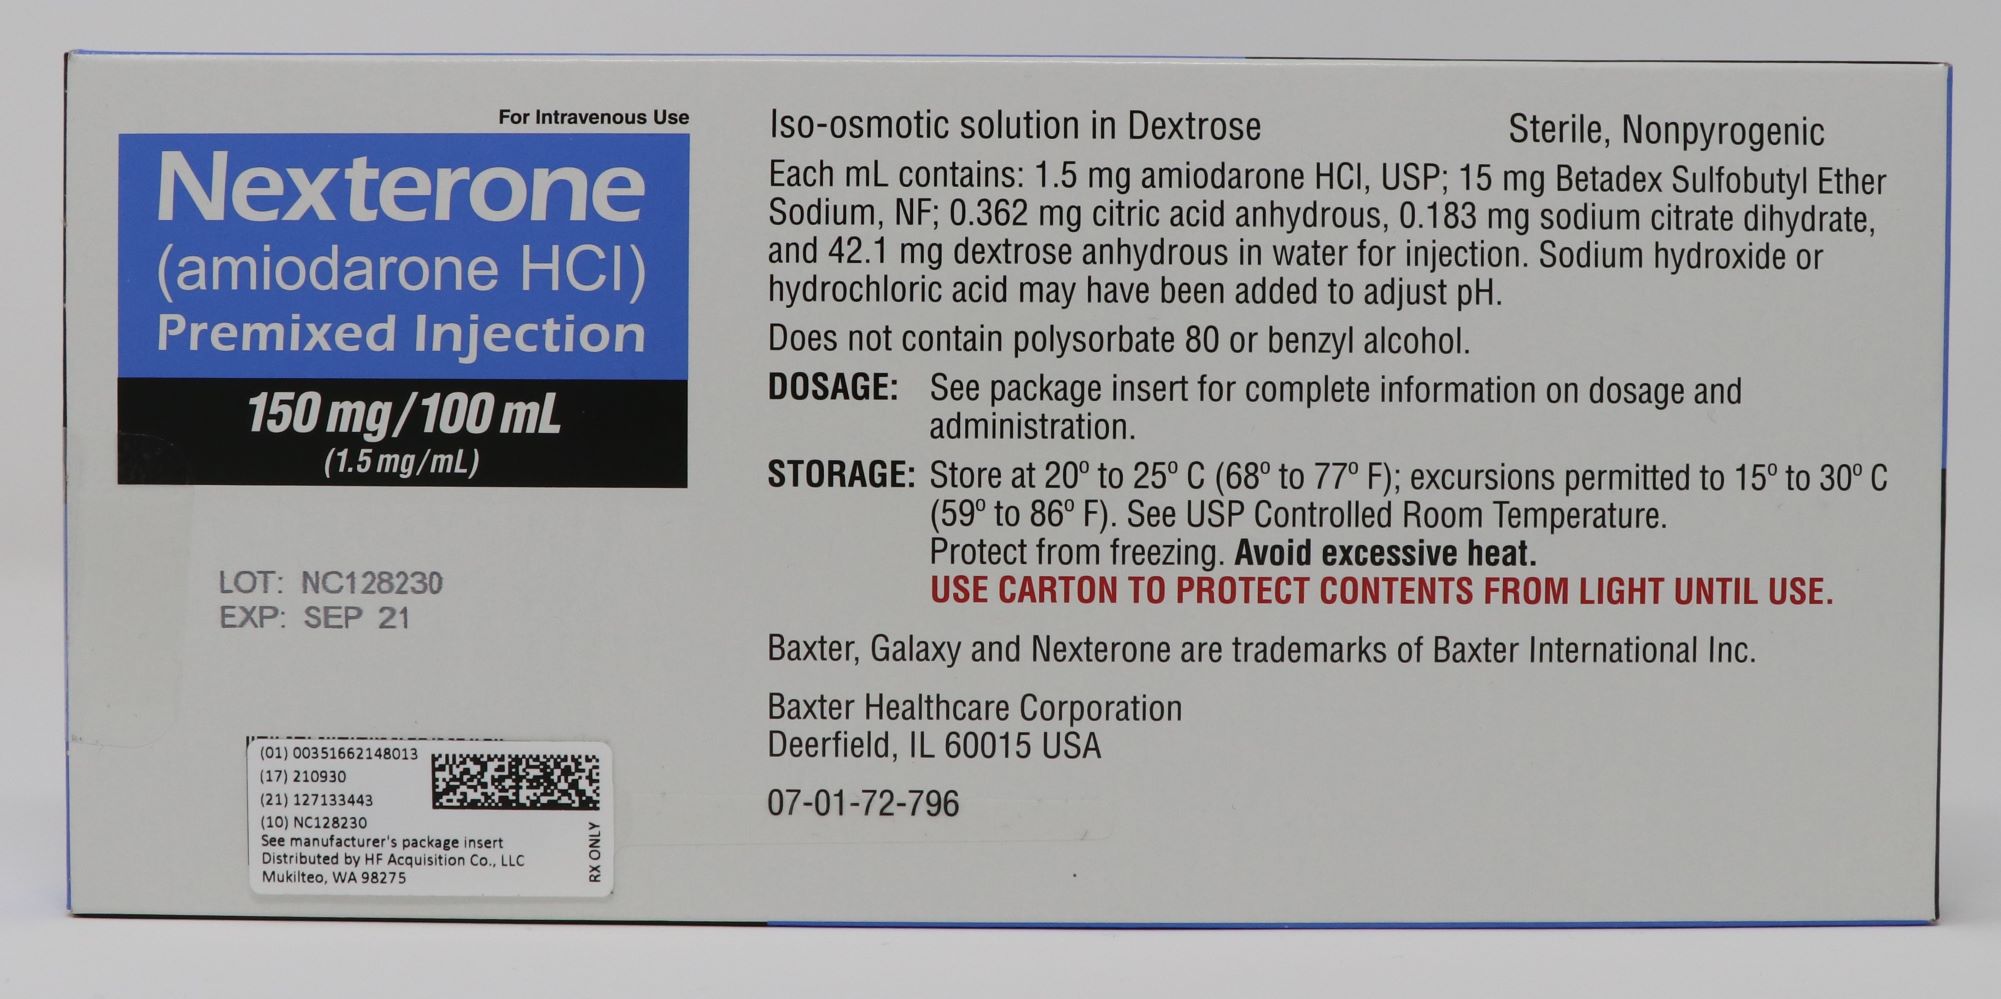 For Intravenous Use
Nexterone
(amiodarone HCl)
Premixed Injection
150 mg/100 mL
(1.5 mg/mL)
LOT: NC128230
EXP: SEP 21
(01) 00351662148013
(17) 210930
(21) 127133443
(10) NC128230
See manufacturer's package insert
Distributed by HF Acquisition Co., LLC
Mukilteo, WA 98275
RX ONLY
Iso-osmotic solution in Dextrose
Sterile, Nonpyrogenic
Each mL contains: 1.5 mg amiodarone HCl, USP; 15 mg Betadex Sulfobutyl Ether
Sodium, NF; 0.362 mg citric acid anhydrous, 0.183 mg sodium citrate dihydrate,
and 42.1 mg dextrose anhydrous in water for injection. Sodium hydroxide or
hydrochloric acid may have been added to adjust pH.
Does not contain polysorbate 80 or benzyl alcohol.
DOSAGE: See package insert for complete information on dosage and
administration.
STORAGE: Store at 20º to 25º C (68º to 77º F); excursions permitted to 15º to 30º C
(59º to 86º F). See USP Controlled Room Temperature.
Protect from freezing. Avoid excessive heat.
USE CARTON TO PROTECT CONTENTS FROM LIGHT UNTIL USE.
Baxter, Galaxy and Nexterone are trademarks of Baxter International Inc.
Baxter Healthcare Corporation
Deerfield, IL 60015 USA
07-01-72-796